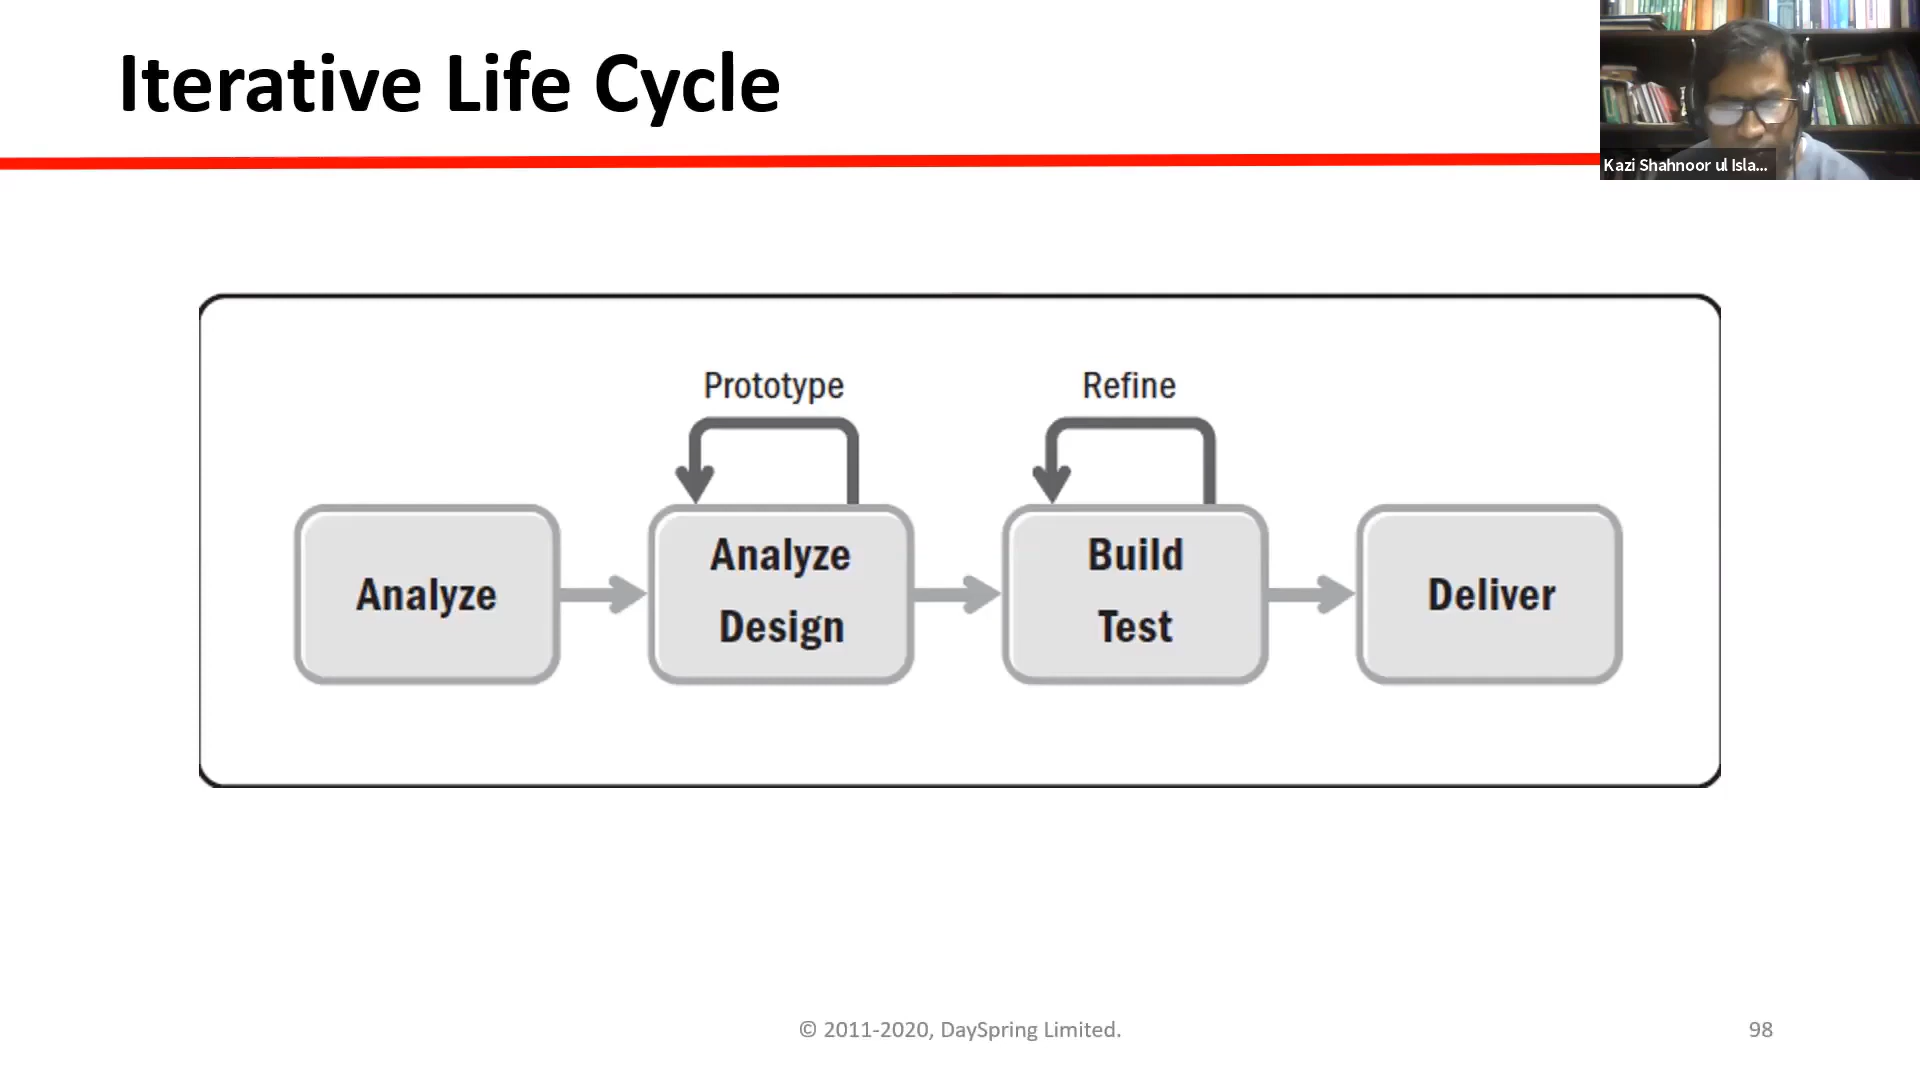 Iterative Life Cycle
Kazi Shahnoor ul Isla...
Prototype
Refine
Analyze
Analyze
Design
Build
Test
Deliver
© 2011-2020, DaySpring Limited.
98